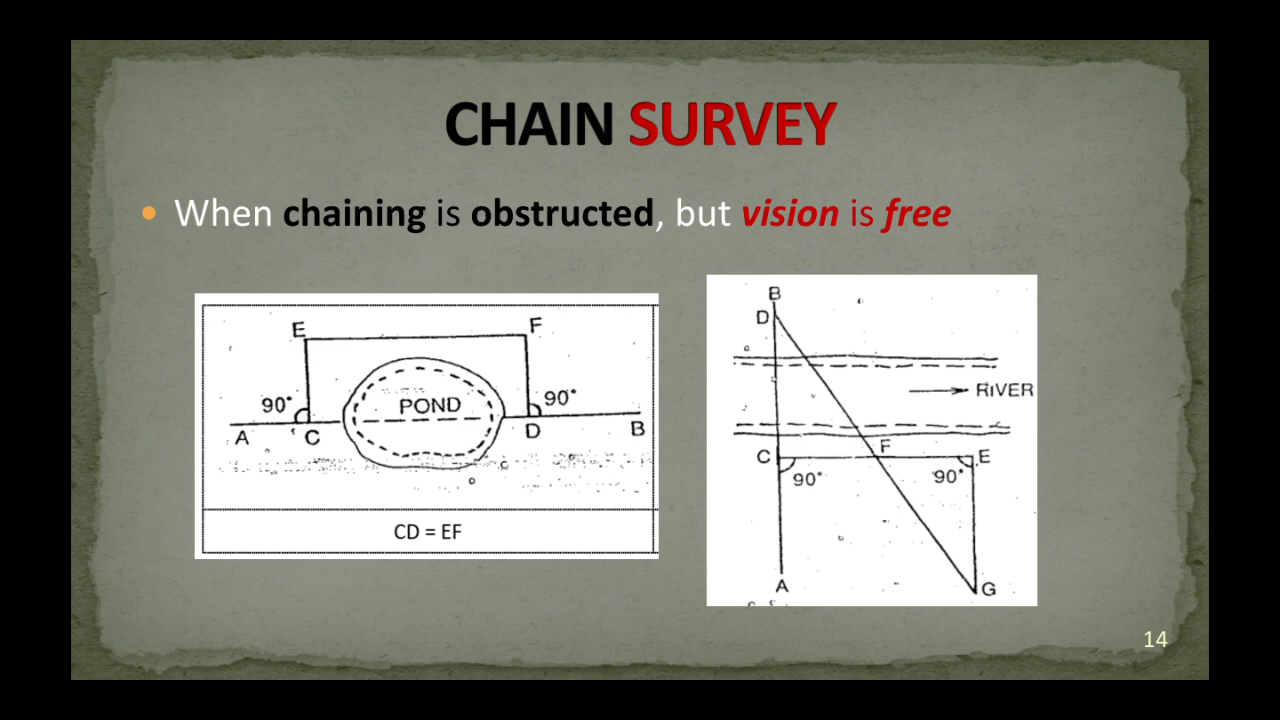 CHAIN SURVEY
When chaining is obstructed, but vision is free
E F
90° 90°
POND
A C D B
CD = EF
B
D
RIVER
F
C E
90° 90°
A G
14